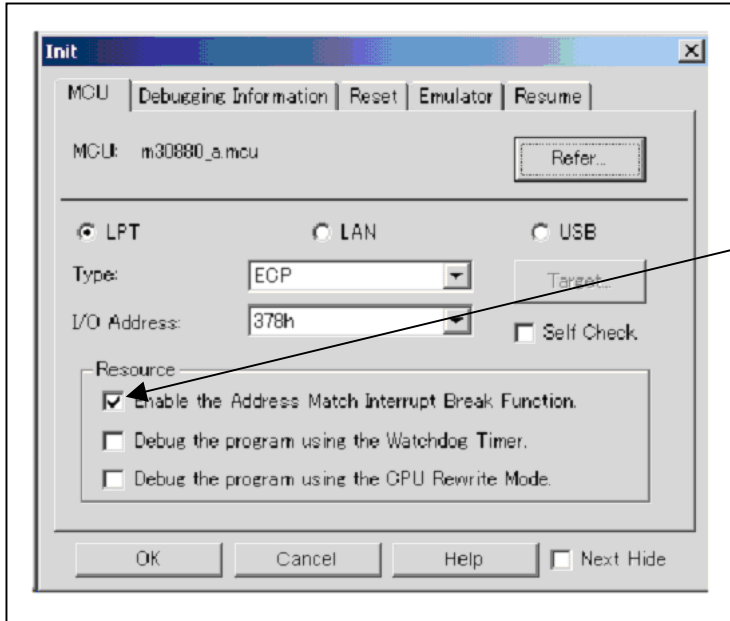 Init
MCU Debugging Information Reset Emulator Resume
MCU: m30880_a.mcu Refer...
LPT LAN USB
Type: ECP Target...
I/O Address: 378h Self Check.
Resource
Enable the Address Match Interrupt Break Function.
Debug the program using the Watchdog Timer.
Debug the program using the CPU Rewrite Mode.
OK Cancel Help Next Hide